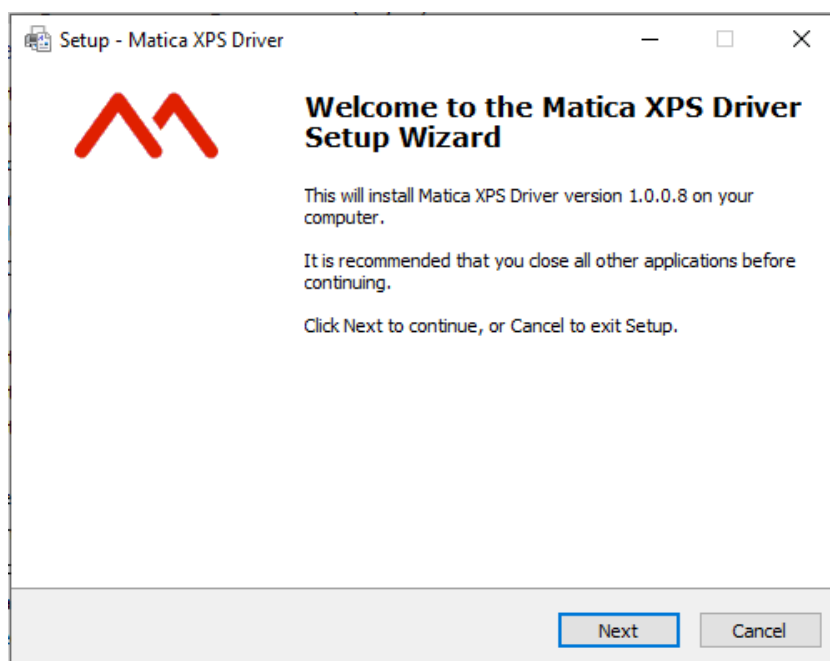 Setup - Matica XPS Driver
Welcome to the Matica XPS Driver
Setup Wizard
This will install Matica XPS Driver version 1.0.0.8 on your
computer.
It is recommended that you close all other applications before
continuing.
Click Next to continue, or Cancel to exit Setup.
Next
Cancel